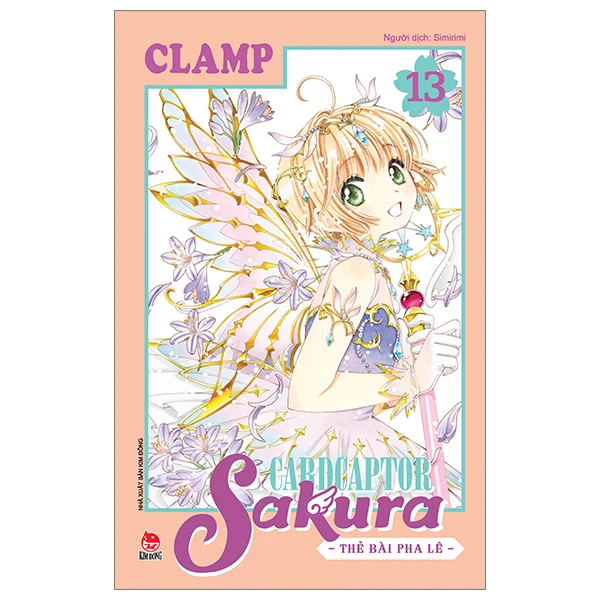 Người dịch: Simirimi
CLAMP
13
CARDCAPTOR
Sakura
- THẺ BÀI PHA LÊ -
NHÀ XUẤT BẢN KIM ĐỒNG
KIM ĐỒNG